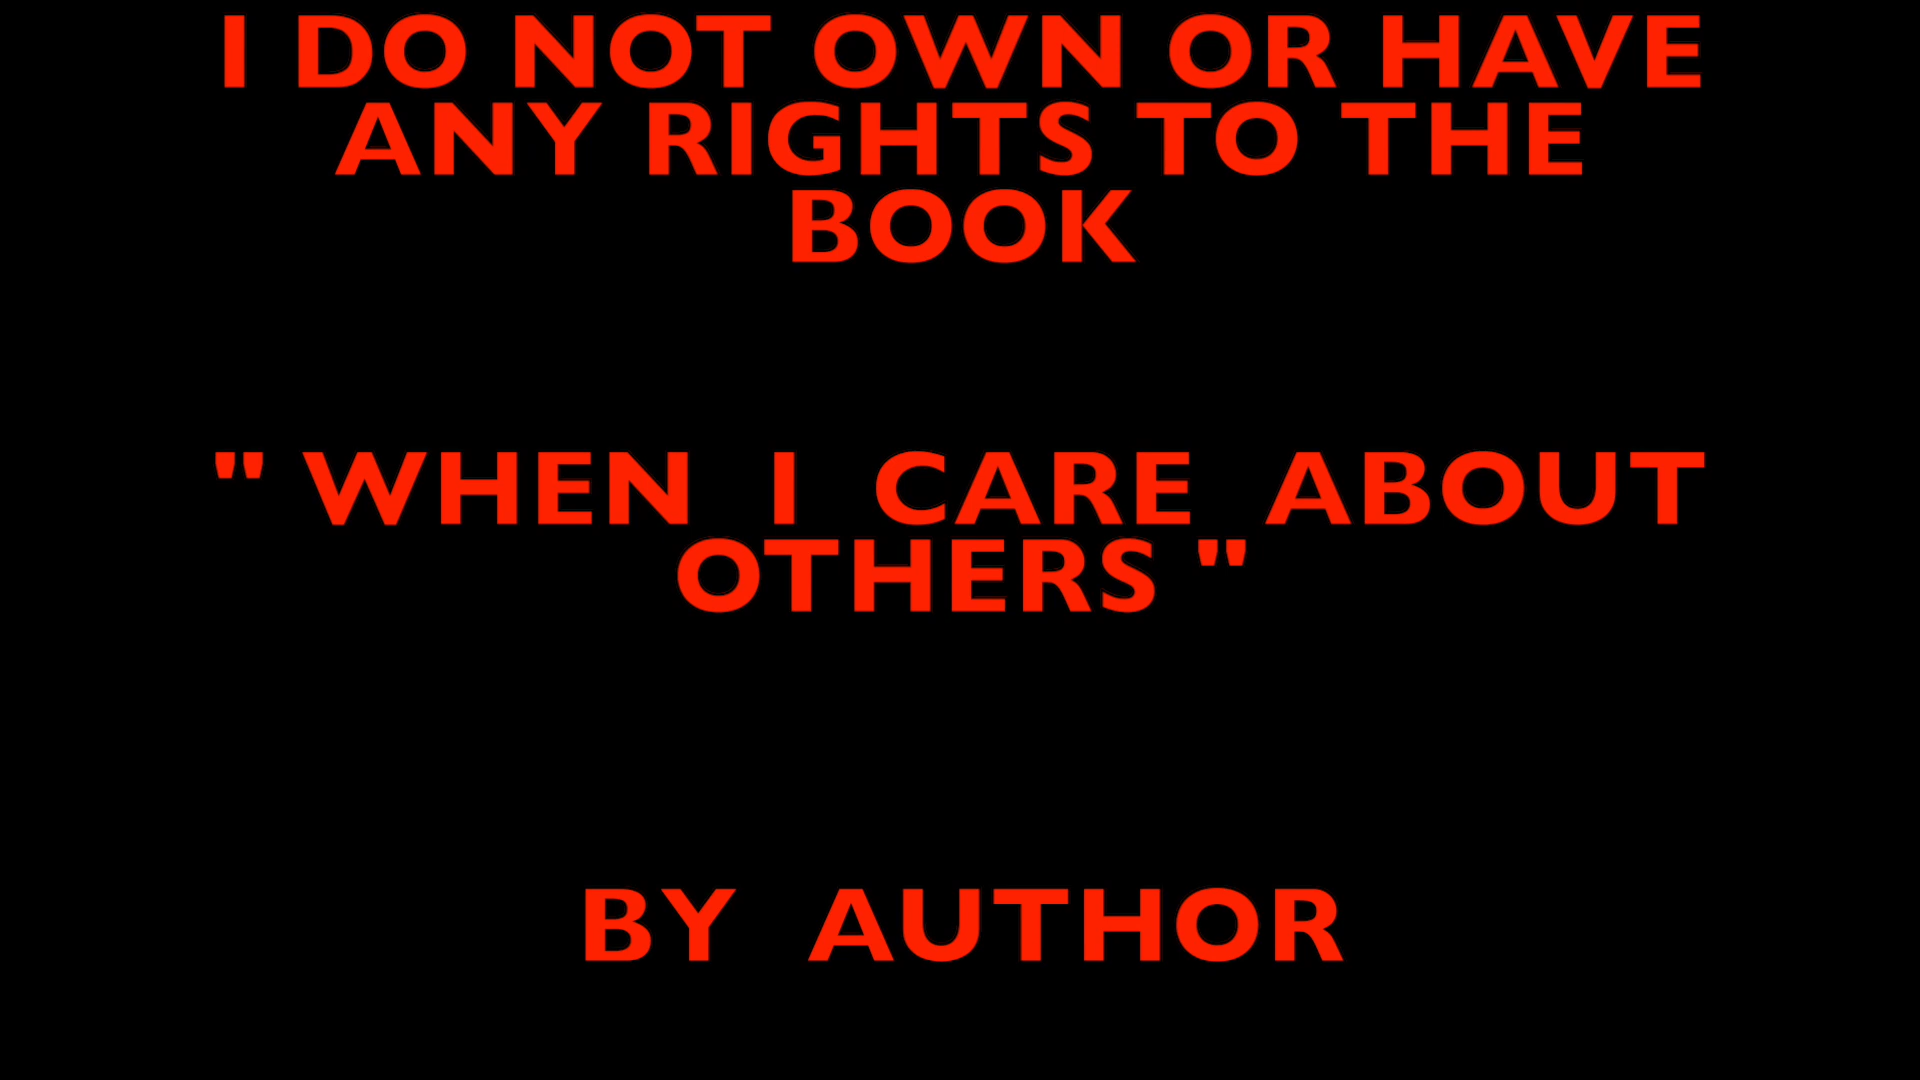 I DO NOT OWN OR HAVE
ANY RIGHTS TO THE
BOOK
" WHEN I CARE ABOUT
OTHERS "
BY AUTHOR